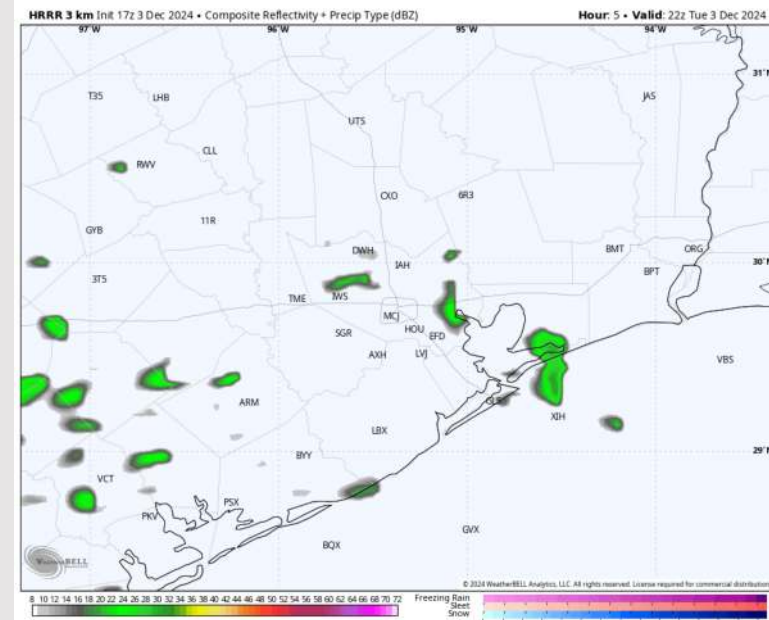 HRRR 3 km Init 17z 3 Dec 2024 • Composite Reflectivity + Precip Type (dBZ) Hour: 5 • Valid: 22z Tue 3 Dec 2024
97°W 96°W 95°W 94°W
31°N
T35 LHB JAS
UTS
CLL
RWV
CXO 6R3
11R
GYB
DWH BMT ORG
IAH
30°N
BPT
3T5
TME IWS
MCJ
SGR HOU
EFD
AXH LVJ VBS
ARM
XIH
LBX
BYY 29°N
VCT
PSX
PKV
GVX
BQX
WeatherBELL
© 2024 WeatherBELL Analytics, LLC. All rights reserved. License required for commercial distribution
8 10 12 14 16 18 20 22 24 26 28 30 32 34 36 38 40 42 44 46 48 50 52 54 56 58 60 62 64 66 68 70 72
Freezing Rain
Sleet
Snow